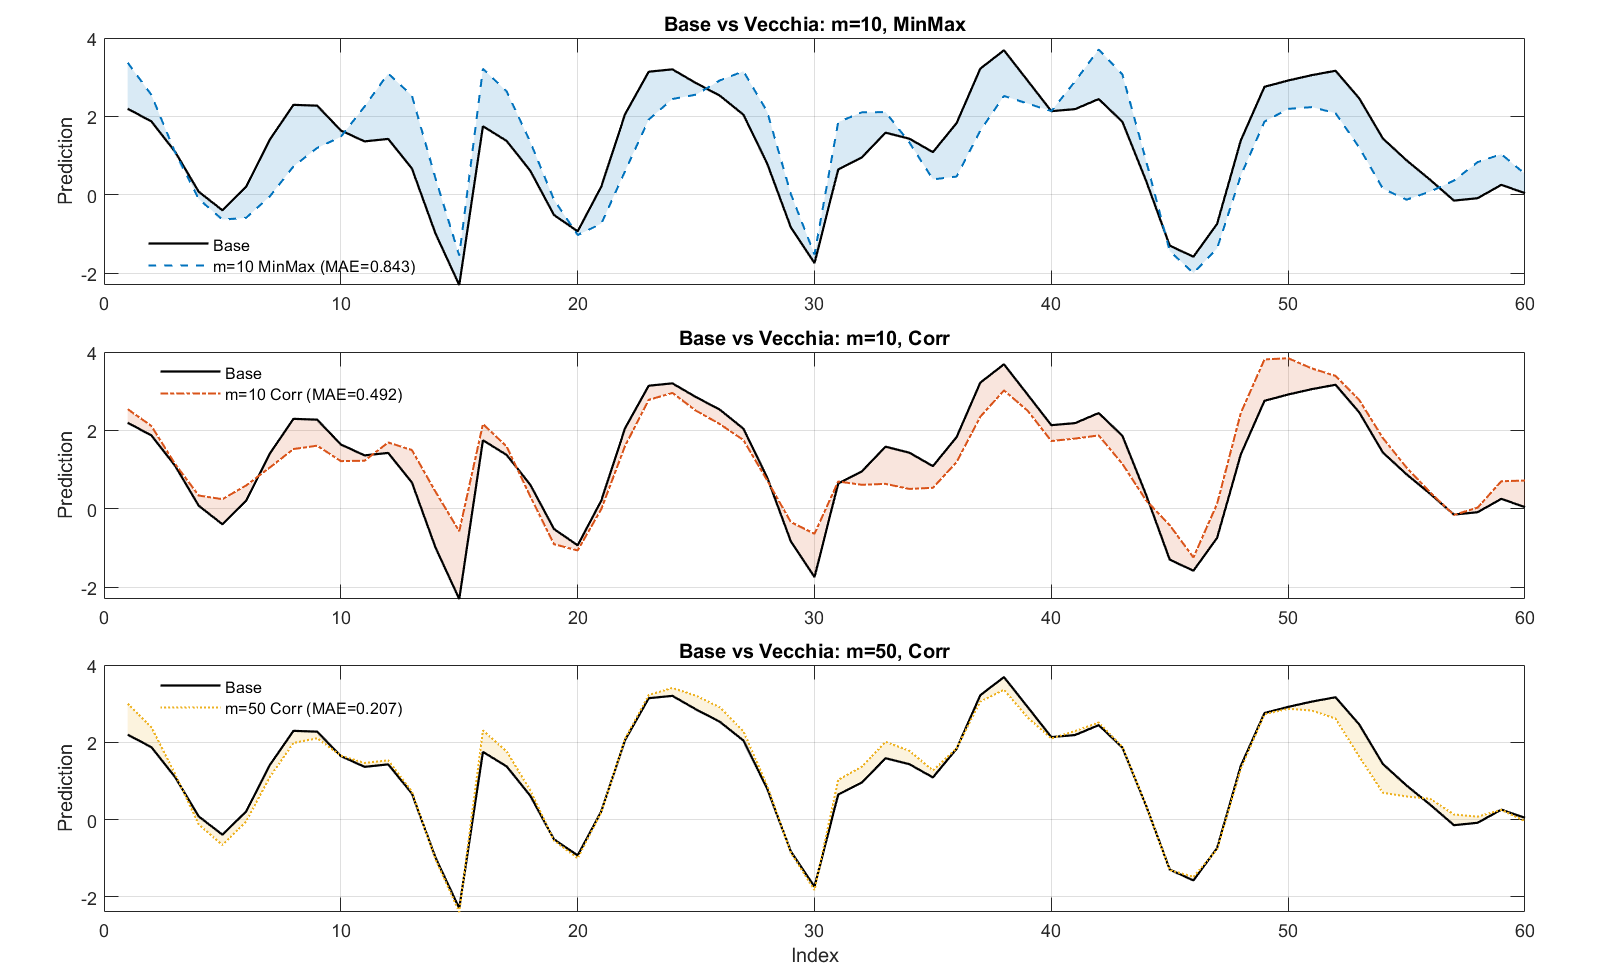 Base vs Vecchia: m=10, MinMax
4
2
0
-2
Prediction
Base
m=10 MinMax (MAE=0.843)
0 10 20 30 40 50 60
Base vs Vecchia: m=10, Corr
4
2
0
-2
Prediction
Base
m=10 Corr (MAE=0.492)
0 10 20 30 40 50 60
Base vs Vecchia: m=50, Corr
4
2
0
-2
Prediction
Base
m=50 Corr (MAE=0.207)
0 10 20 30 40 50 60
Index